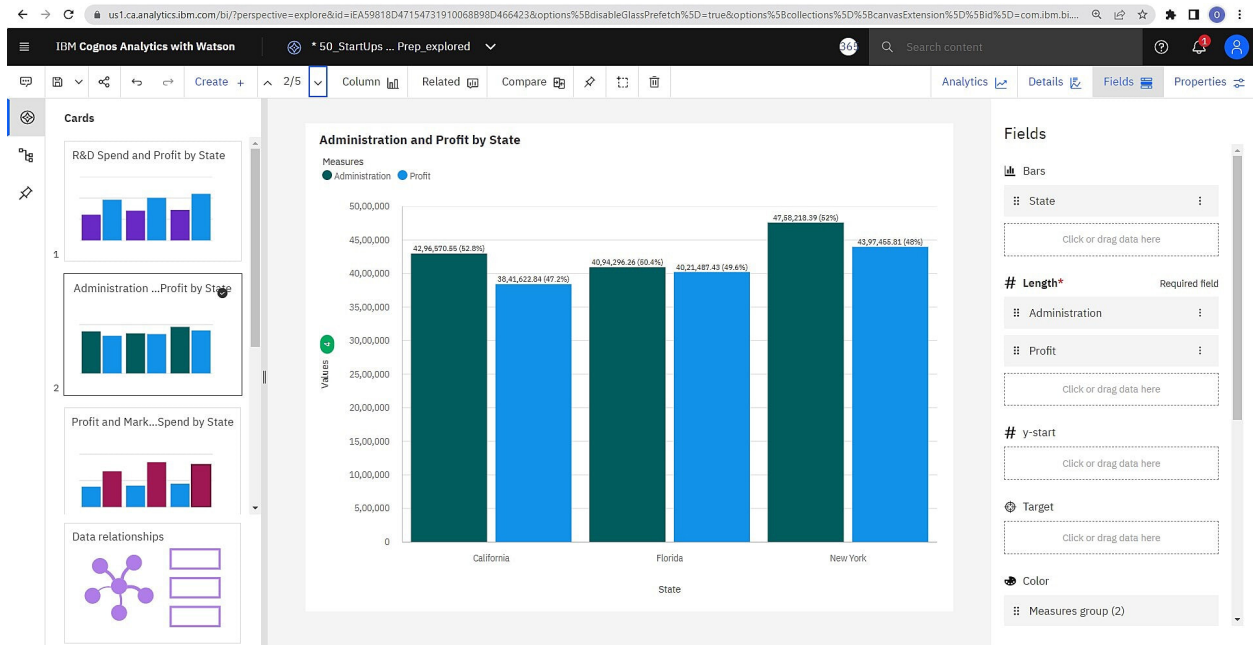 us1.ca.analytics.ibm.com/bi/?perspective=explore&id=iEA59818D47154731910068B98D466423&options%5BdisableGlassPrefetch%5D=true&options%5Bcollections%5D%5BcanvasExtension%5D%5Bid%5D=com.ibm.bi....
IBM Cognos Analytics with Watson
* 50_StartUps ... Prep_explored
365
Search content
1
O
Create +
2/5
Column
Related
Compare
Analytics
Details
Fields
Properties
Cards
R&D Spend and Profit by State
1
Administration ...Profit by State
2
Profit and Mark...Spend by State
Data relationships
Administration and Profit by State
Measures
Administration
Profit
50,00,000
45,00,000
40,00,000
35,00,000
30,00,000
25,00,000
20,00,000
15,00,000
10,00,000
5,00,000
0
Values
4
42,96,570.55 (52.8%)
38,41,622.84 (47.2%)
40,94,296.26 (50.4%)
40,21,487.43 (49.6%)
47,58,218.39 (52%)
43,97,455.81 (48%)
California
Florida
New York
State
Fields
Bars
State
Click or drag data here
# Length*
Required field
Administration
Profit
Click or drag data here
# y-start
Click or drag data here
Target
Click or drag data here
Color
Measures group (2)